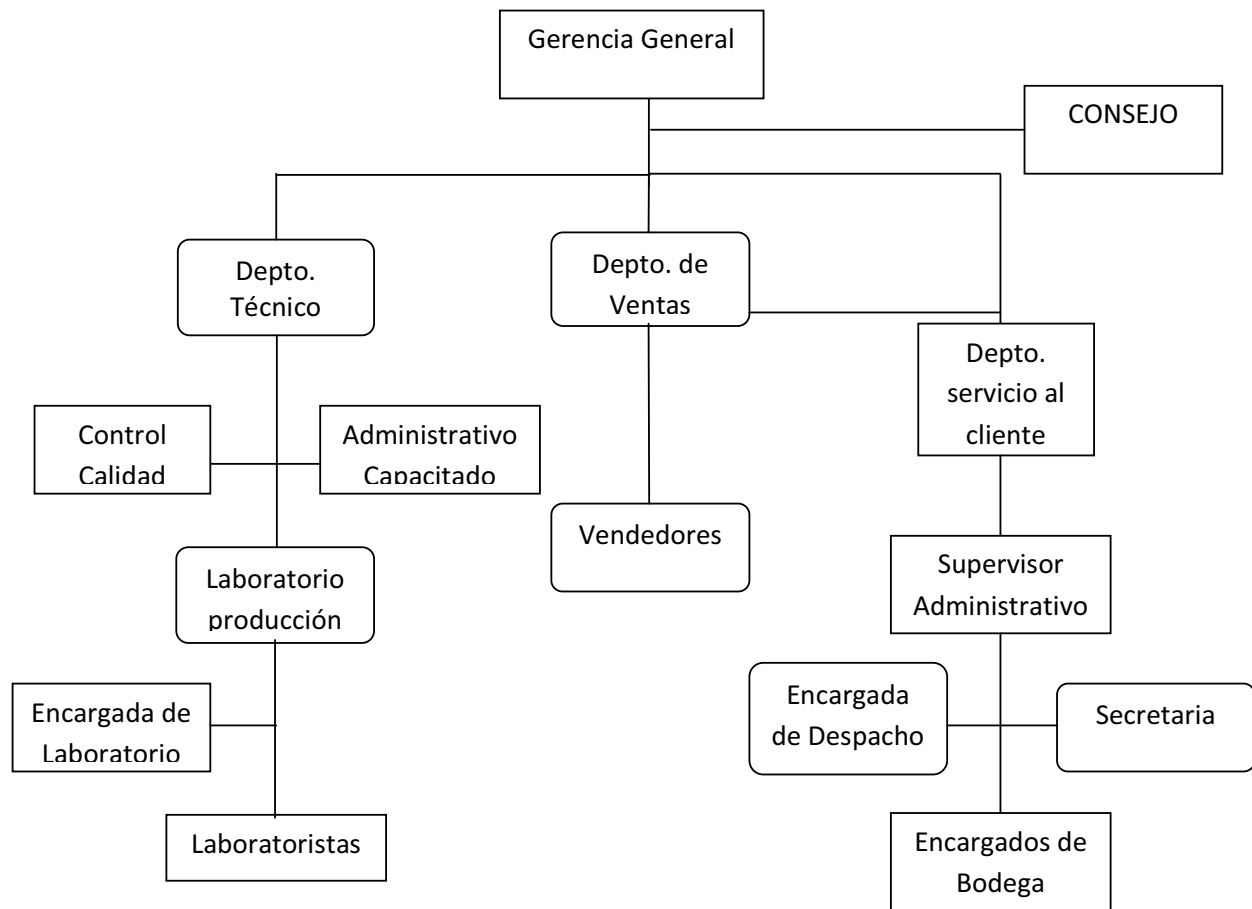 Gerencia General
CONSEJO
Depto.
Técnico
Depto. de
Ventas
Depto.
servicio al
cliente
Control
Calidad
Administrativo
Capacitado
Vendedores
Laboratorio
producción
Supervisor
Administrativo
Encargada de
Laboratorio
Encargada
de Despacho
Secretaria
Laboratoristas
Encargados de
Bodega